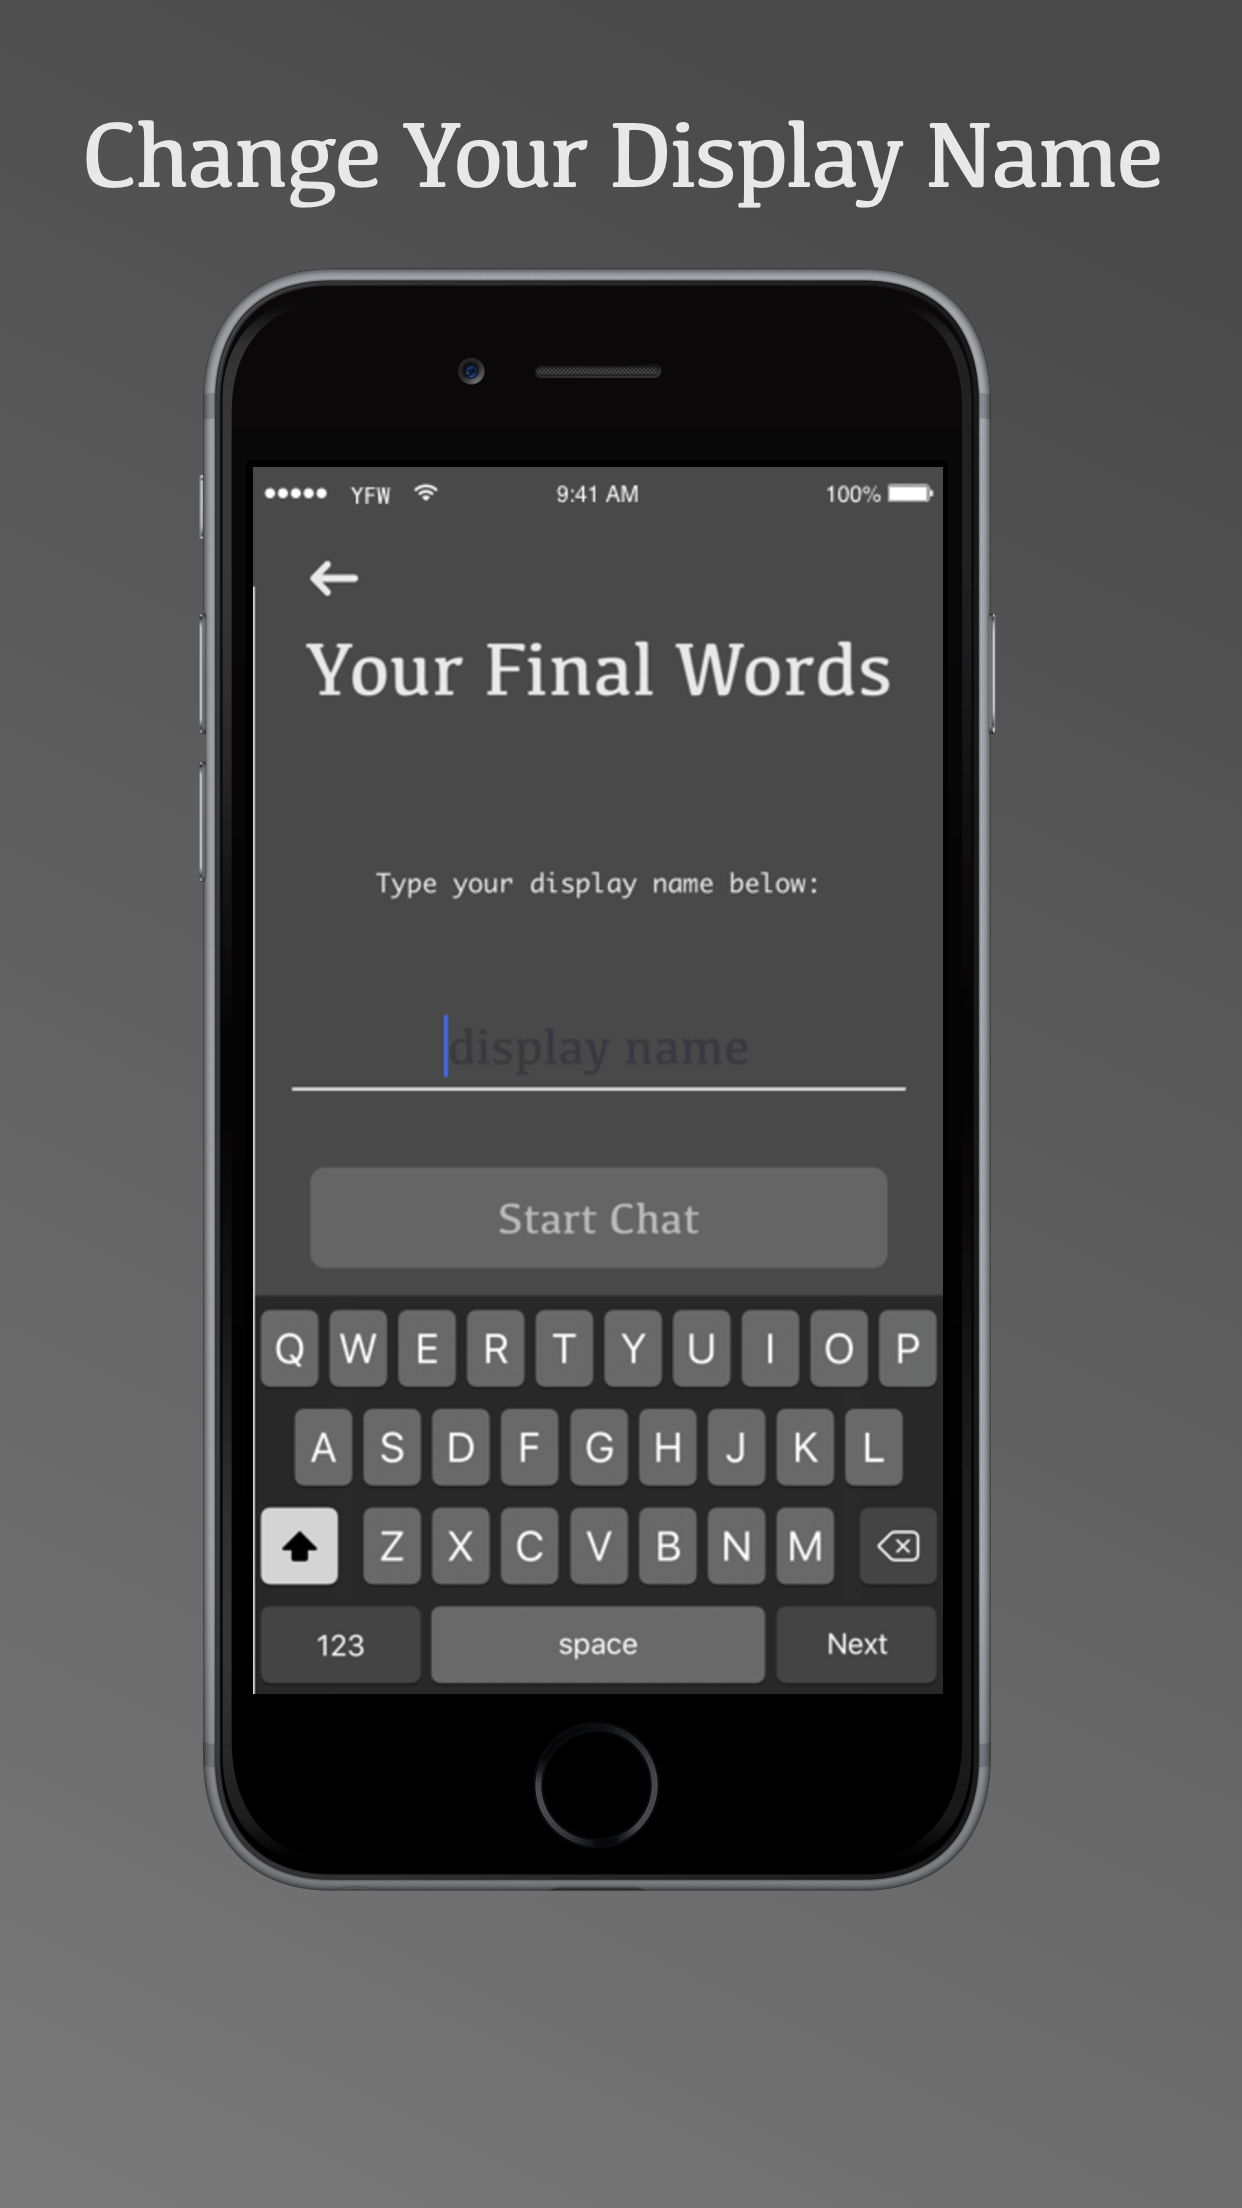 Change Your Display Name
YFW 9:41 AM 100%
Your Final Words
Type your display name below:
display name
Start Chat
Q W E R T Y U I O P
A S D F G H J K L
Z X C V B N M
123 space Next